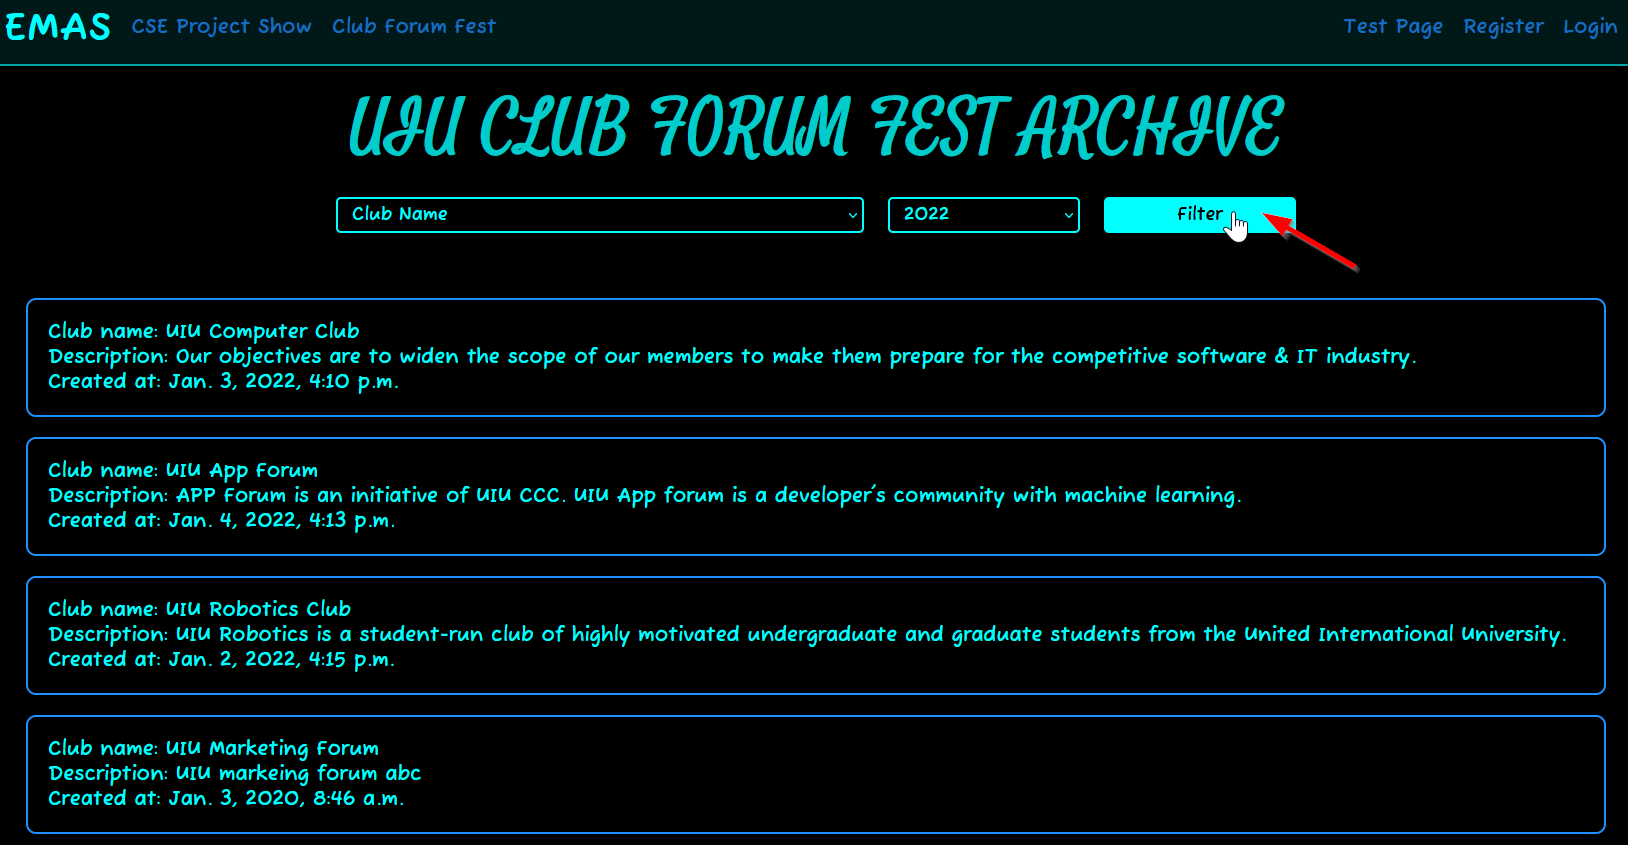 EMAS CSE Project Show Club Forum Fest Test Page Register Login
UIU CLUB FORUM FEST ARCHIVE
Club Name 2022 Filter
Club name: UIU Computer Club
Description: Our objectives are to widen the scope of our members to make them prepare for the competitive software & IT industry.
Created at: Jan. 3, 2022, 4:10 p.m.
Club name: UIU App Forum
Description: APP Forum is an initiative of UIU CCC. UIU App forum is a developer's community with machine learning.
Created at: Jan. 4, 2022, 4:13 p.m.
Club name: UIU Robotics Club
Description: UIU Robotics is a student-run club of highly motivated undergraduate and graduate students from the United International University.
Created at: Jan. 2, 2022, 4:15 p.m.
Club name: UIU Marketing Forum
Description: UIU markeing forum abc
Created at: Jan. 3, 2020, 8:46 a.m.